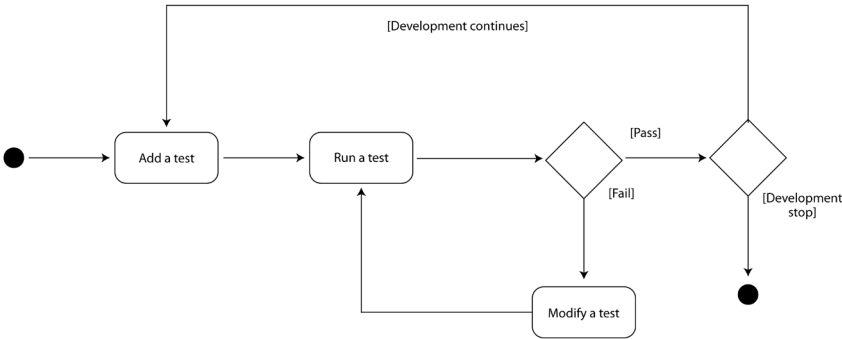 [Development continues]
Add a test
Run a test
[Pass]
[Fail]
[Development
stop]
Modify a test